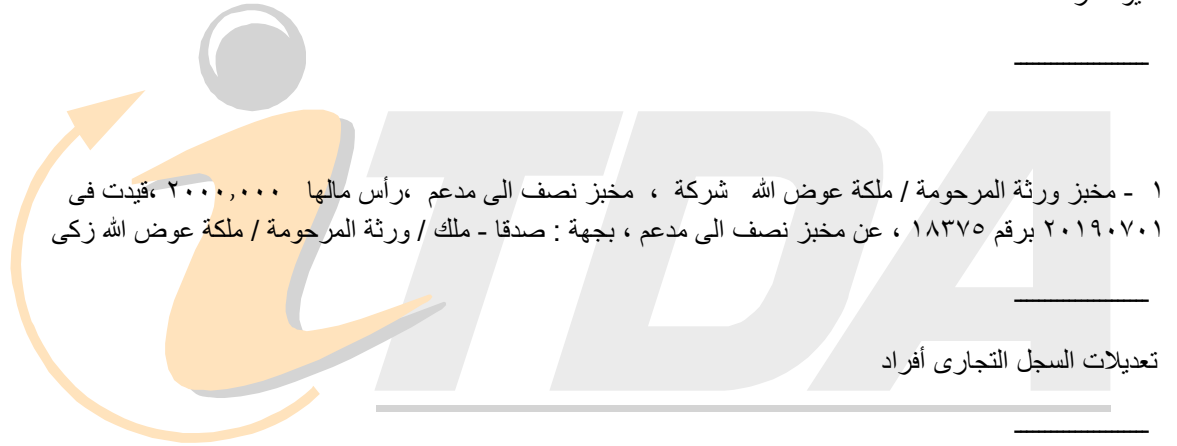 ١ - مخبز ورثة المرحومة / ملكة عوض الله شركة ، مخبز نصف الى مدعم ،رأس مالها ٢٠٠٠٠,٠٠٠ ،قيدت فى
٢٠١٩٠٧٠١ برقم ١٨٣٧٥ ، عن مخبز نصف الى مدعم ، بجهة : صدقا - ملك / ورثة المرحومة / ملكة عوض الله زكى
تعديلات السجل التجارى أفراد
iTDA